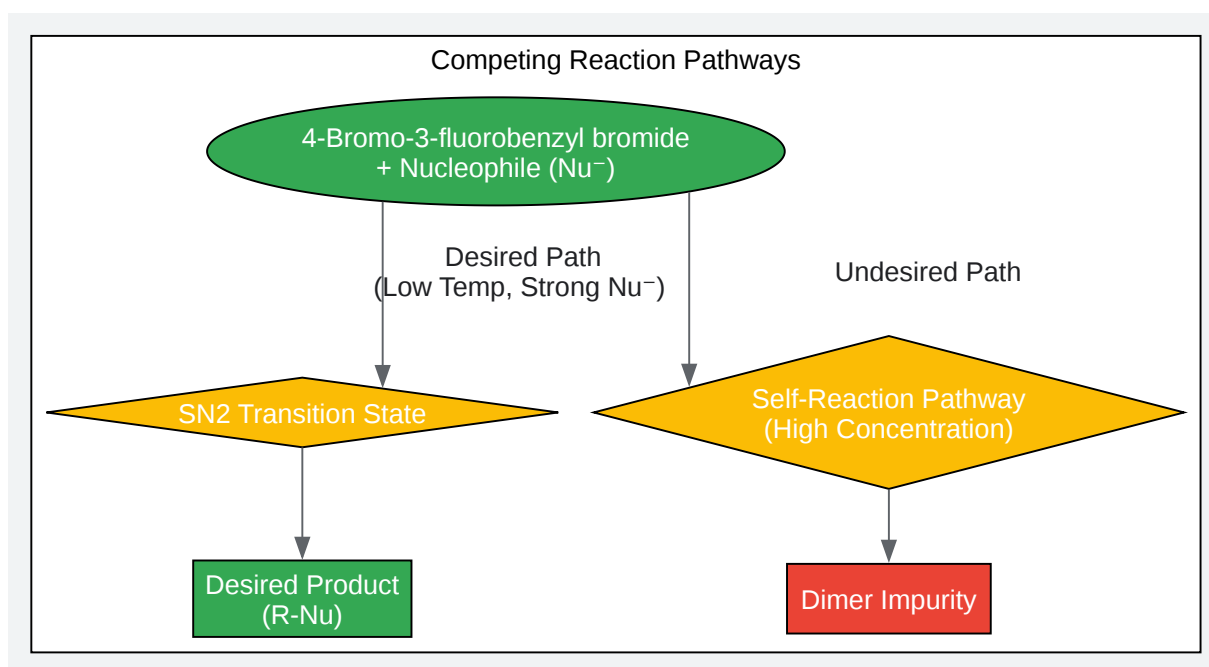 Competing Reaction Pathways
4-Bromo-3-fluorobenzyl bromide
+ Nucleophile (Nu⁻)
Desired Path
(Low Temp, Strong Nu⁻)
Undesired Path
SN2 Transition State
Self-Reaction Pathway
(High Concentration)
Desired Product
(R-Nu)
Dimer Impurity